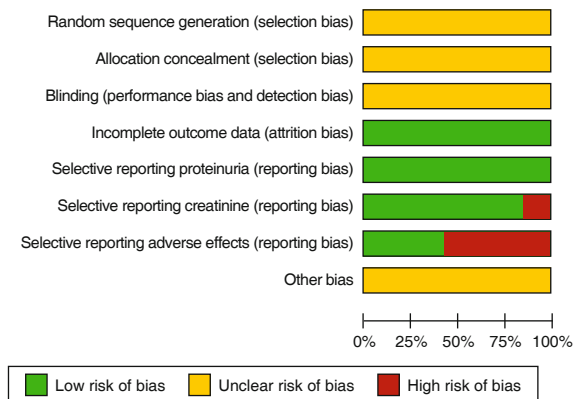 Random sequence generation (selection bias)
Allocation concealment (selection bias)
Blinding (performance bias and detection bias)
Incomplete outcome data (attrition bias)
Selective reporting proteinuria (reporting bias)
Selective reporting creatinine (reporting bias)
Selective reporting adverse effects (reporting bias)
Other bias
0% 25% 50% 75% 100%
Low risk of bias Unclear risk of bias High risk of bias